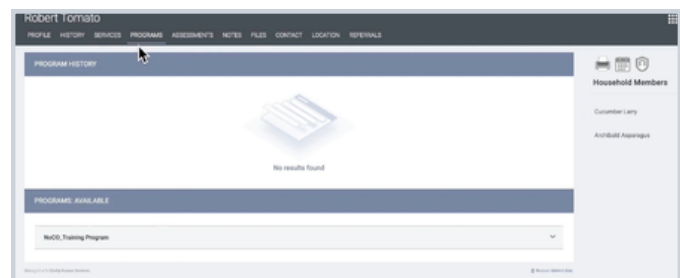 Robert Tomato
PROFILE HISTORY SERVICES PROGRAMS ASSESSMENTS NOTES FILES CONTACT LOCATION REFERRALS
PROGRAM HISTORY
No results found
PROGRAMS: AVAILABLE
NoCO_Training Program
Household Members
Cucumber Larry
Archibald Asparagus